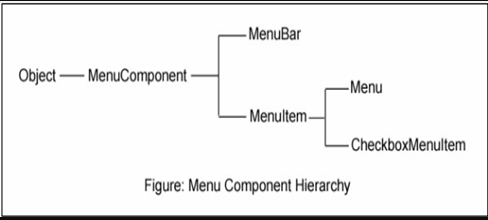 MenuBar
Object MenuComponent
Menu
MenuItem
CheckboxMenuItem
Figure: Menu Component Hierarchy